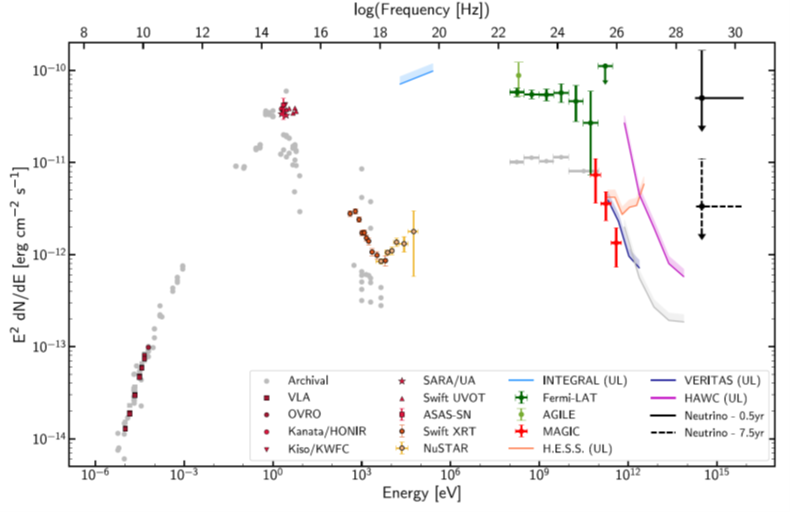 log(Frequency [Hz])
8 10 12 14 16 18 20 22 24 26 28 30
E² dN/dE [erg cm⁻² s⁻¹]
10⁻¹⁰
10⁻¹¹
10⁻¹²
10⁻¹³
10⁻¹⁴
Archival SARA/UA INTEGRAL (UL) VERITAS (UL)
VLA Swift UVOT Fermi-LAT HAWC (UL)
OVRO ASAS-SN AGILE Neutrino – 0.5yr
Kanata/HONIR Swift XRT MAGIC Neutrino – 7.5yr
Kiso/KWFC NuSTAR H.E.S.S. (UL)
10⁻⁶ 10⁻³ 10⁰ 10³ 10⁶ 10⁹ 10¹² 10¹⁵
Energy [eV]